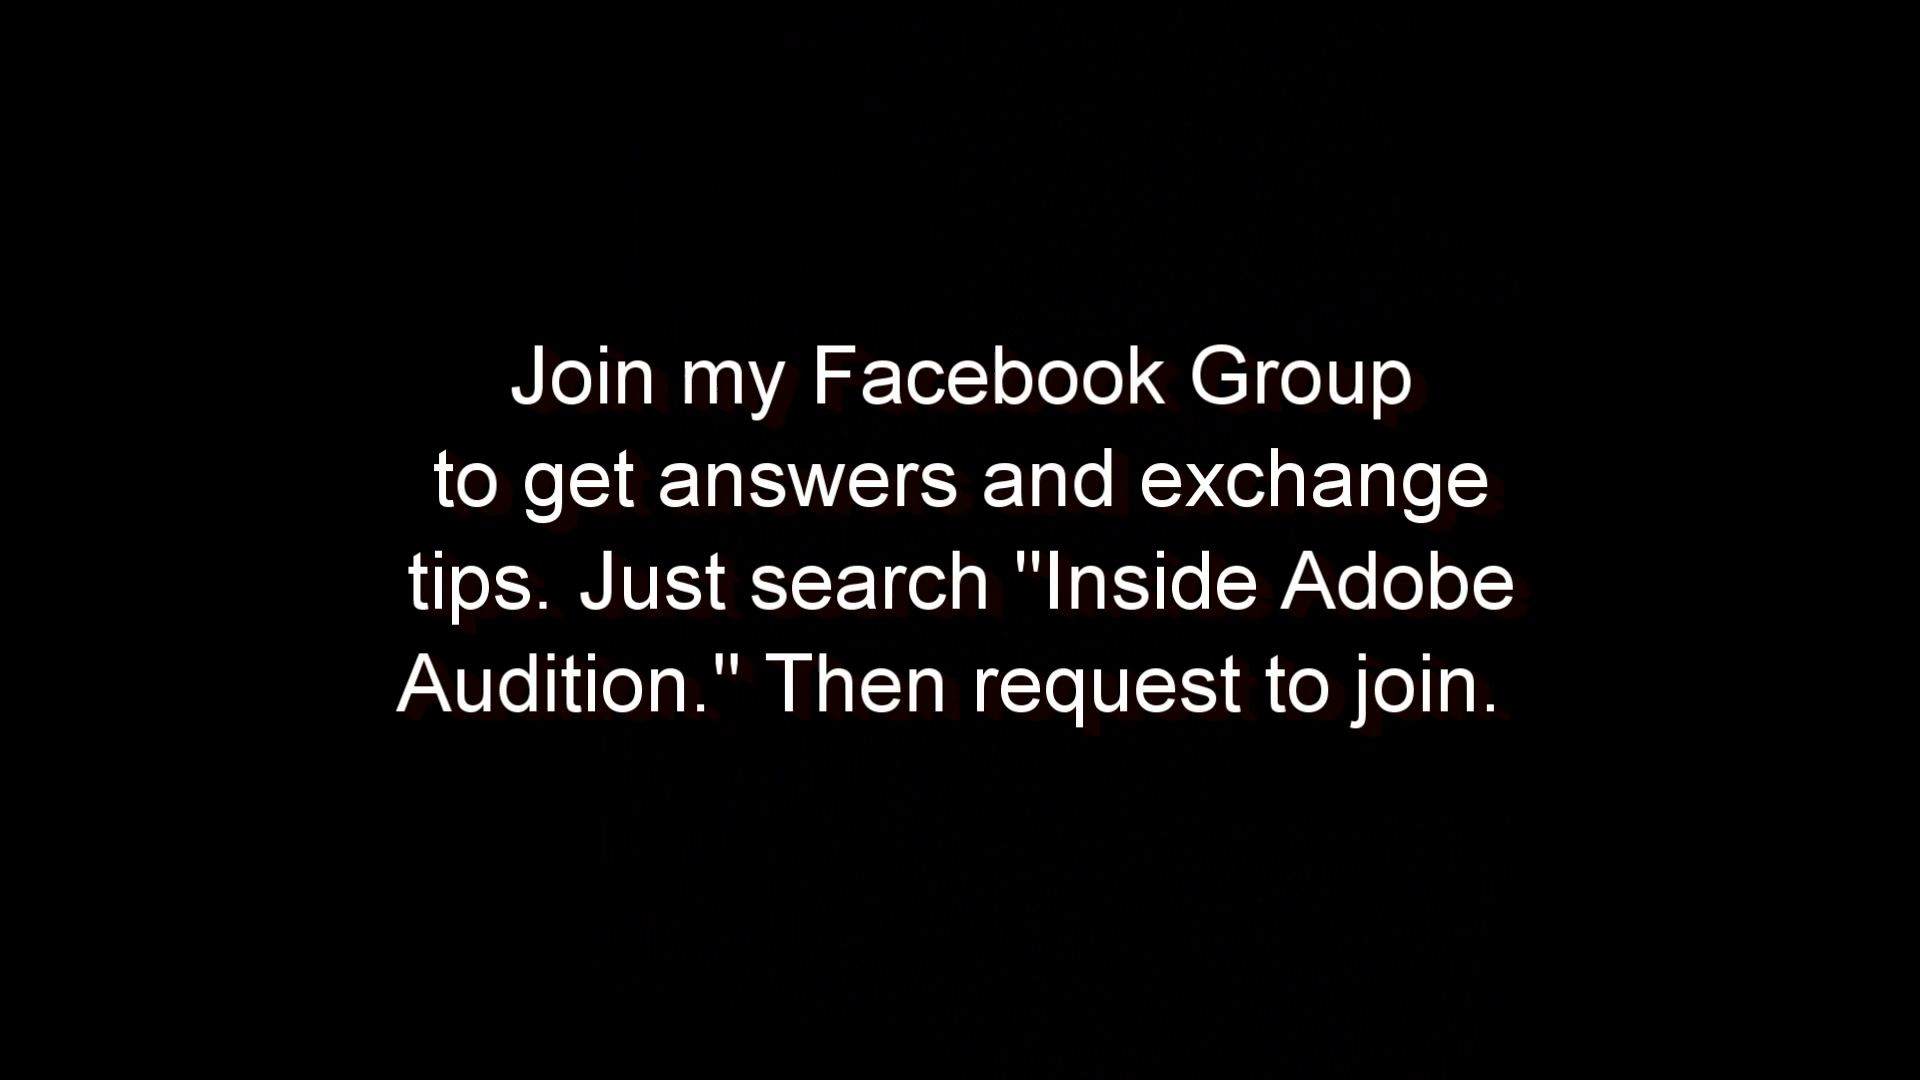 Join my Facebook Group
to get answers and exchange
tips. Just search "Inside Adobe
Audition." Then request to join.